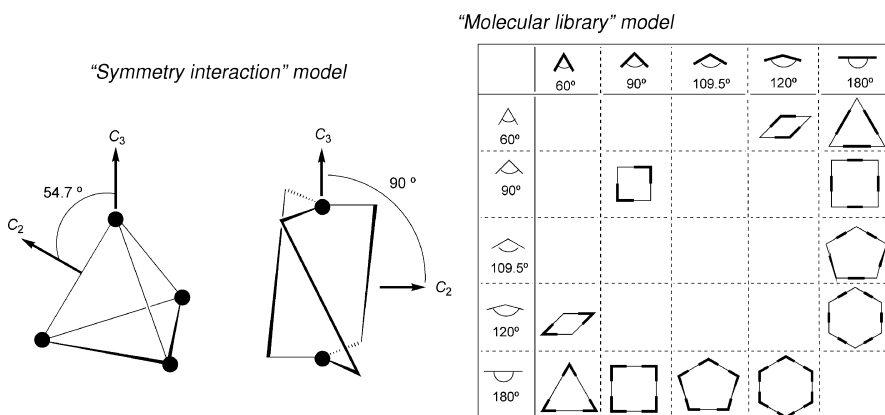 “Molecular library” model
“Symmetry interaction” model
C3
54.7 º
C2
C3
90 º
C2
60º 90º 109.5º 120º 180º
60º
90º
109.5º
120º
180º